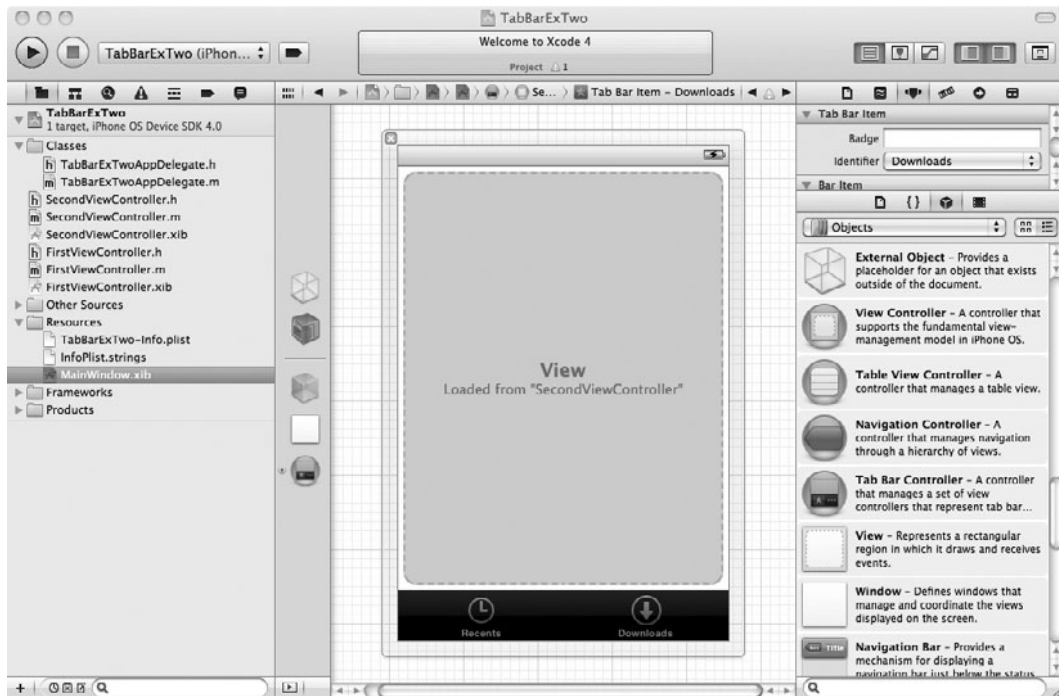 TabBarExTwo
TabBarExTwo (iPhon...
Welcome to Xcode 4
Project 1
Se...
Tab Bar Item – Downloads
TabBarExTwo
1 target, iPhone OS Device SDK 4.0
Classes
h TabBarExTwoAppDelegate.h
m TabBarExTwoAppDelegate.m
h SecondViewController.h
m SecondViewController.m
SecondViewController.xib
h FirstViewController.h
m FirstViewController.m
FirstViewController.xib
Other Sources
Resources
TabBarExTwo-Info.plist
InfoPlist.strings
MainWindow.xib
Frameworks
Products
View
Loaded from "SecondViewController"
Recents
Downloads
Tab Bar Item
Badge
Identifier Downloads
Bar Item
{}
Objects
External Object – Provides a
placeholder for an object that exists
outside of the document.
View Controller – A controller that
supports the fundamental view-
management model in iPhone OS.
Table View Controller – A
controller that manages a table view.
Navigation Controller – A
controller that manages navigation
through a hierarchy of views.
Tab Bar Controller – A controller
that manages a set of view
controllers that represent tab bar...
View – Represents a rectangular
region in which it draws and receives
events.
Window – Defines windows that
manage and coordinate the views
displayed on the screen.
Title
Navigation Bar – Provides a
mechanism for displaying a
navigation bar just below the status